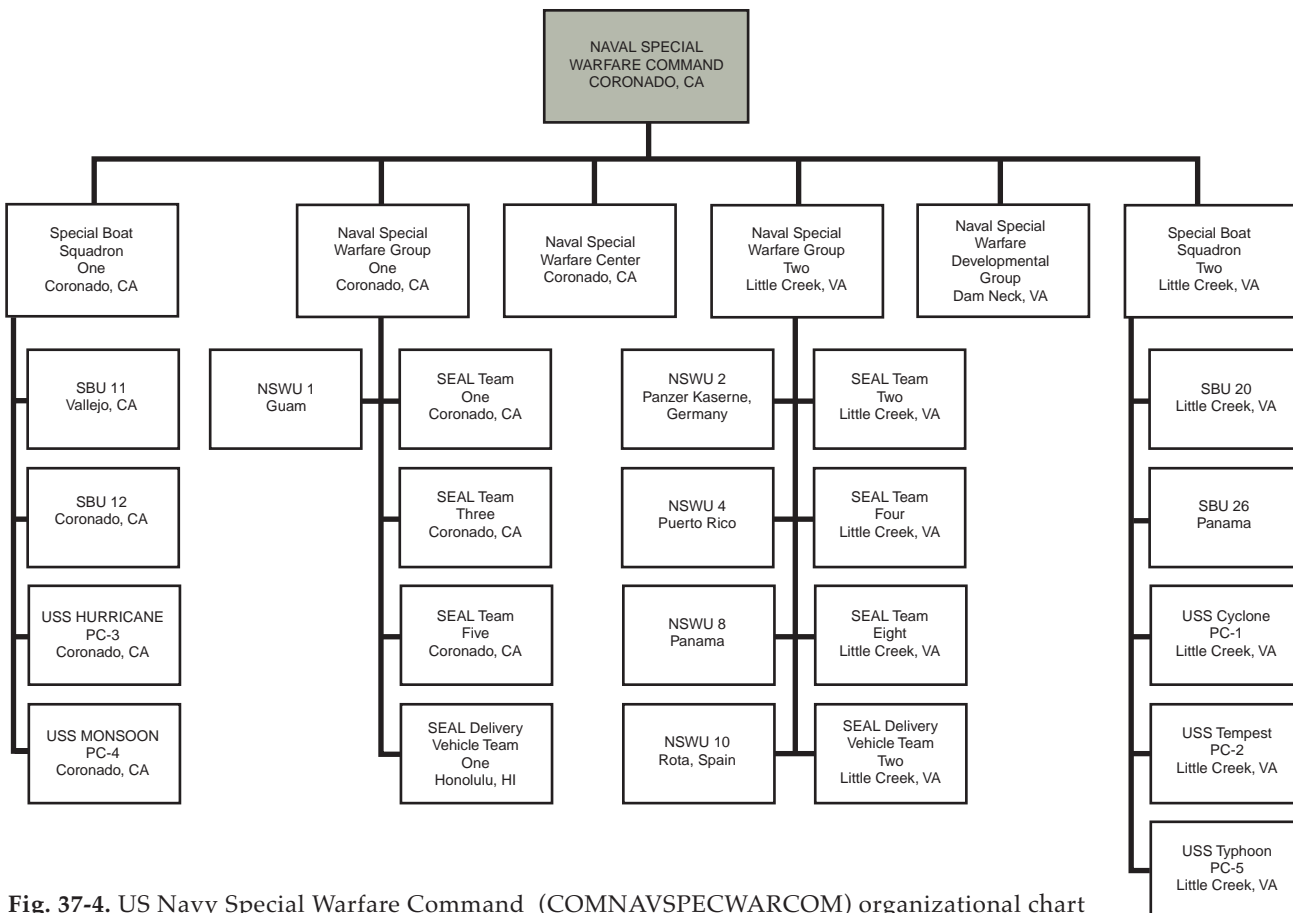 NAVAL SPECIAL
WARFARE COMMAND
CORONADO, CA
Special Boat
Squadron
One
Coronado, CA
Naval Special
Warfare Group
One
Coronado, CA
Naval Special
Warfare Center
Coronado, CA
Naval Special
Warfare Group
Two
Little Creek, VA
Naval Special
Warfare
Developmental
Group
Dam Neck, VA
Special Boat
Squadron
Two
Little Creek, VA
SBU 11
Vallejo, CA
NSWU 1
Guam
SEAL Team
One
Coronado, CA
NSWU 2
Panzer Kaserne,
Germany
SEAL Team
Two
Little Creek, VA
SBU 20
Little Creek, VA
SBU 12
Coronado, CA
SEAL Team
Three
Coronado, CA
NSWU 4
Puerto Rico
SEAL Team
Four
Little Creek, VA
SBU 26
Panama
USS HURRICANE
PC-3
Coronado, CA
SEAL Team
Five
Coronado, CA
NSWU 8
Panama
SEAL Team
Eight
Little Creek, VA
USS Cyclone
PC-1
Little Creek, VA
USS MONSOON
PC-4
Coronado, CA
SEAL Delivery
Vehicle Team
One
Honolulu, HI
NSWU 10
Rota, Spain
SEAL Delivery
Vehicle Team
Two
Little Creek, VA
USS Tempest
PC-2
Little Creek, VA
USS Typhoon
PC-5
Little Creek, VA
Fig. 37-4. US Navy Special Warfare Command (COMNAVSPECWARCOM) organizational chart